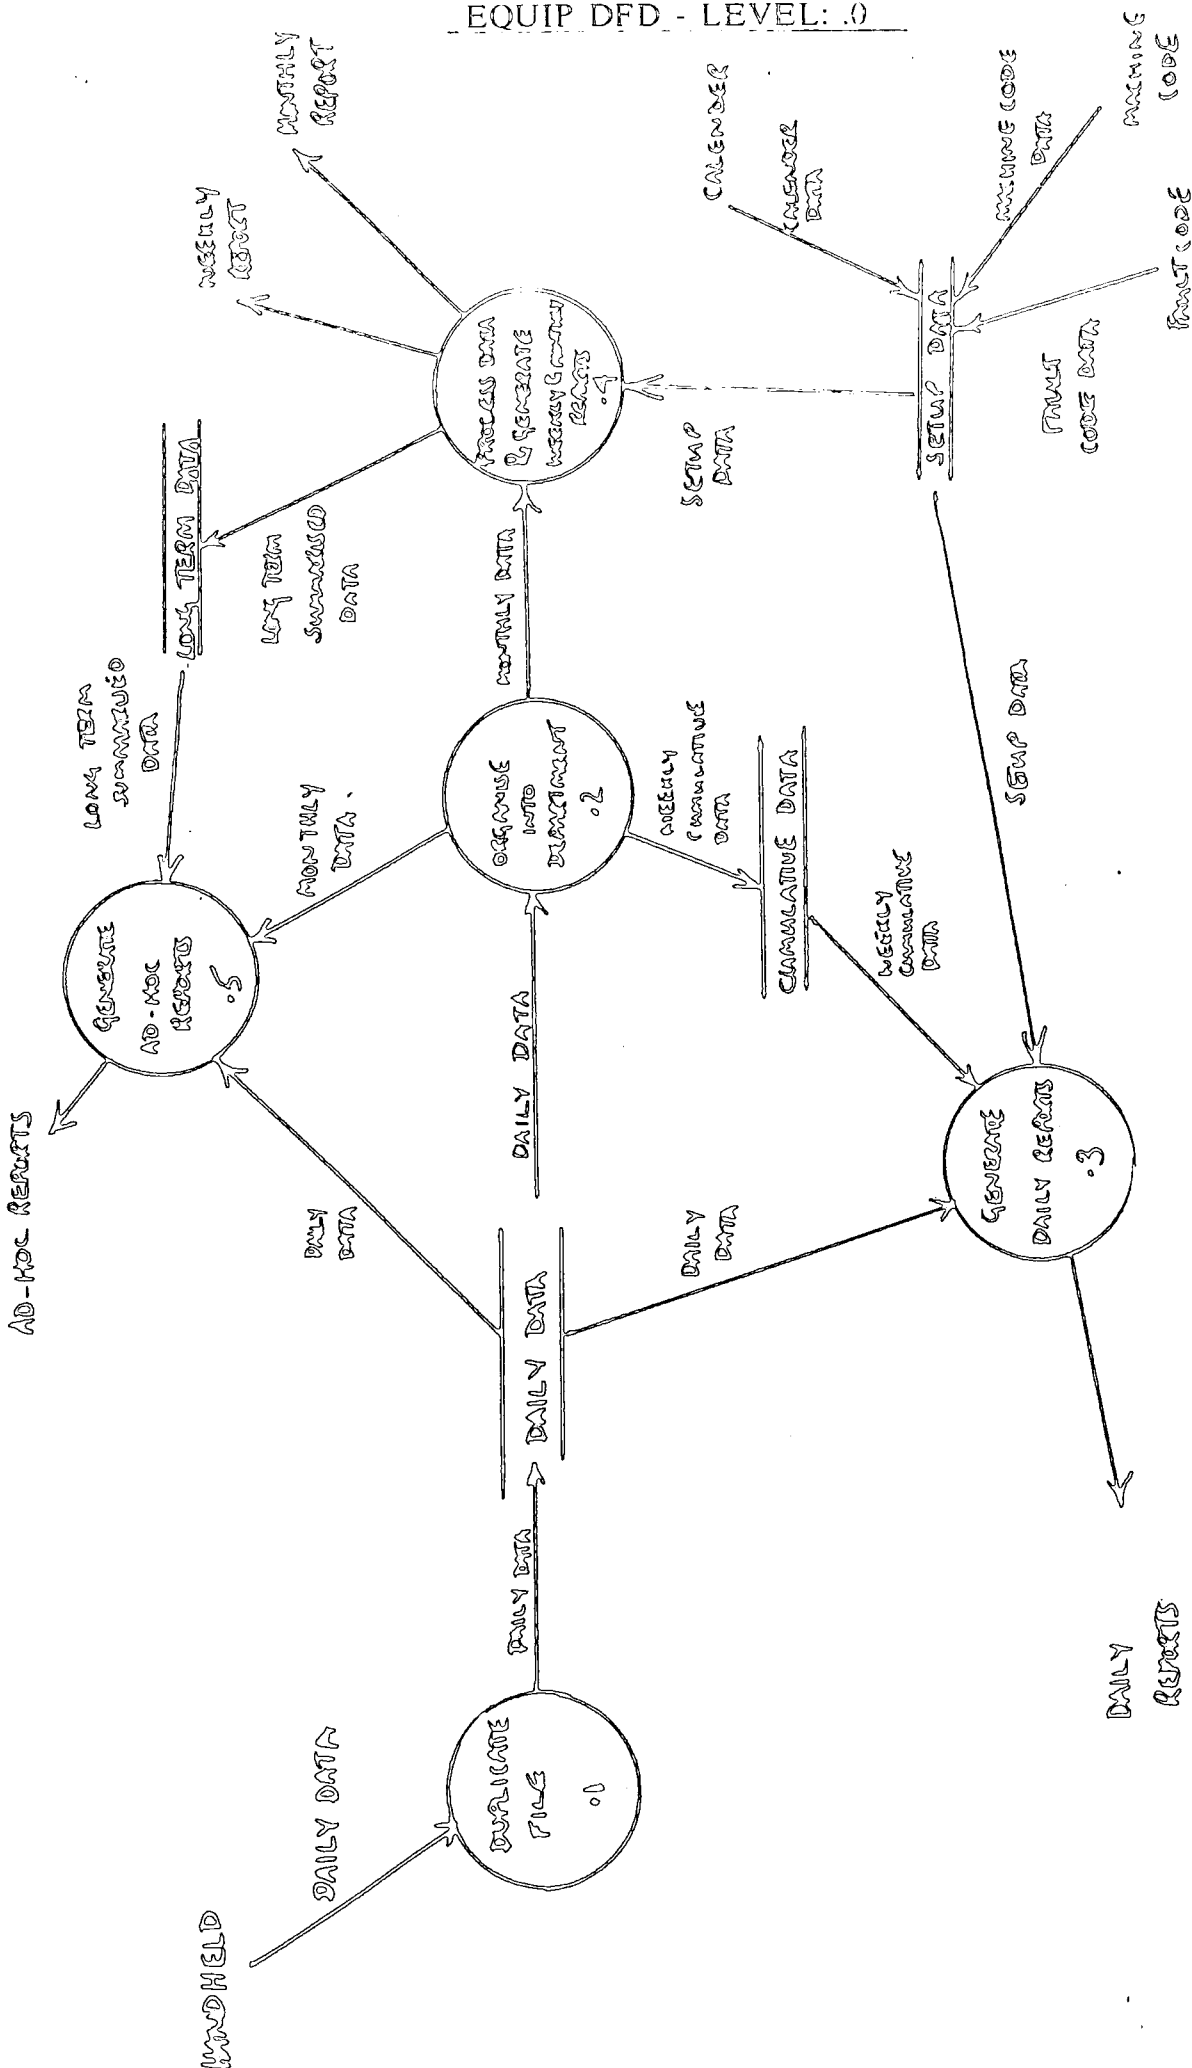 EQUIP DFD - LEVEL: .0
HANDHELD
DAILY DATA
DUPLICATE
FILE
.1
DAILY DATA
DAILY DATA
DAILY
DATA
DAILY DATA
DAILY
DATA
AD-HOC REPORTS
GENERATE
AD-HOC
REPORTS
.5
LONG TERM
SUMMARISED
DATA
MONTHLY
DATA.
ORGANISE
INTO
DEPARTMENT
.2
MONTHLY DATA
WEEKLY
CUMULATIVE
DATA
CUMULATIVE DATA
WEEKLY
CUMULATIVE
DATA
GENERATE
DAILY REPORTS
.3
DAILY
REPORTS
LONG TERM DATA
LONG TERM
SUMMARISED
DATA
PROCESS DATA
& GENERATE
WEEKLY & MONTHLY
REPORTS
.4
WEEKLY
REPORT
MONTHLY
REPORT
SETUP
DATA
SETUP DATA
SETUP DATA
CALENDER
CALENDER
DATA
MACHINE CODE
DATA
MACHINE
CODE
FAULT
CODE DATA
FAULT CODE